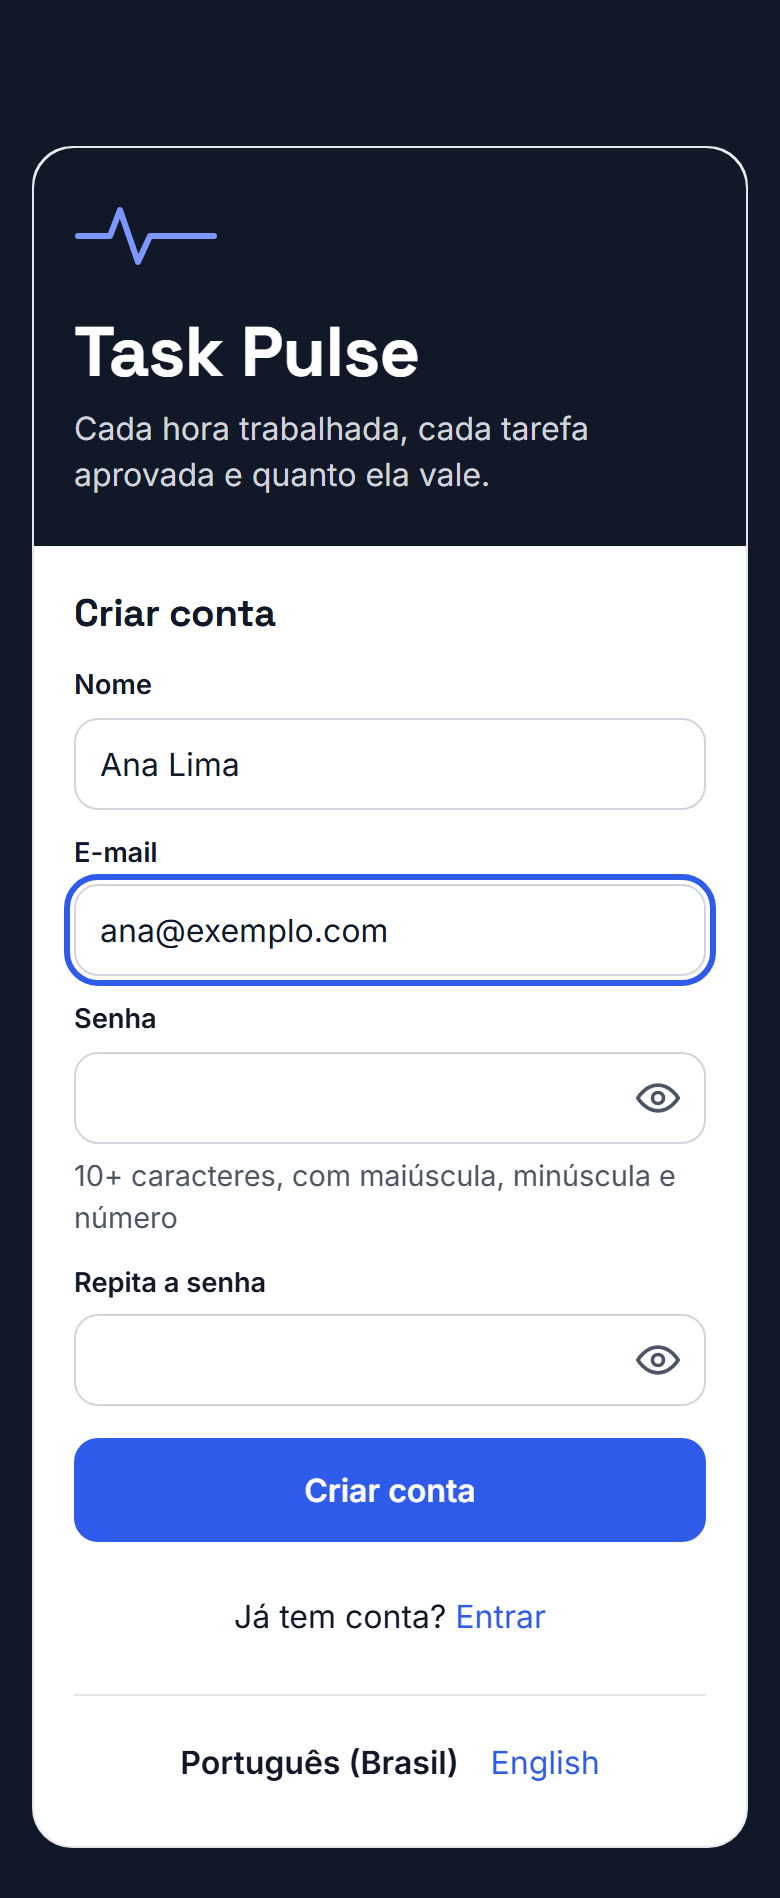 Task Pulse
Cada hora trabalhada, cada tarefa
aprovada e quanto ela vale.
Criar conta
Nome
Ana Lima
E-mail
ana@exemplo.com
Senha
10+ caracteres, com maiúscula, minúscula e
número
Repita a senha
Criar conta
Já tem conta? Entrar
Português (Brasil) English